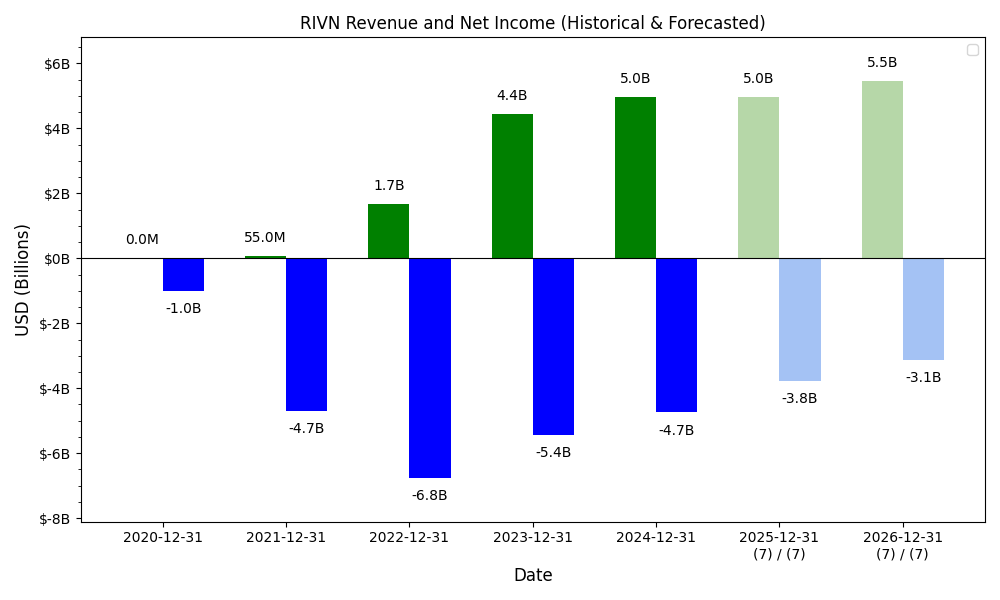 RIVN Revenue and Net Income (Historical & Forecasted)
USD (Billions)
$6B
$4B
$2B
$0B
$-2B
$-4B
$-6B
$-8B
0.0M
55.0M
1.7B
4.4B
5.0B
5.0B
5.5B
-1.0B
-4.7B
-6.8B
-5.4B
-4.7B
-3.8B
-3.1B
2020-12-31
2021-12-31
2022-12-31
2023-12-31
2024-12-31
2025-12-31
(7) / (7)
2026-12-31
(7) / (7)
Date